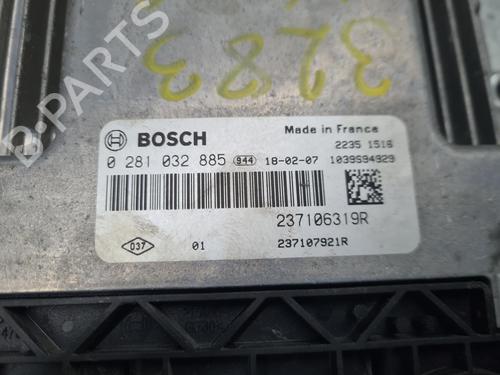 3283
B-PARTS
BOSCH
Made in France
2235 1516
0 281 032 885 944 18-02-07 1039S94929
237106319R
037 01 237107921R